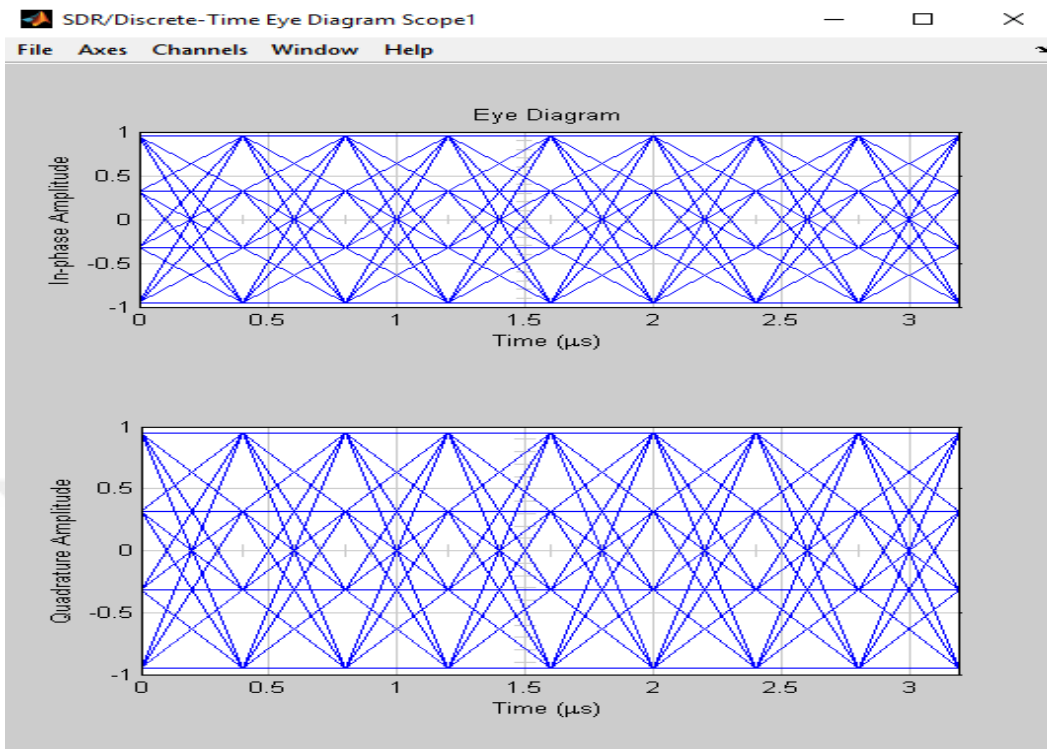 SDR/Discrete-Time Eye Diagram Scope1
File Axes Channels Window Help
Eye Diagram
In-phase Amplitude
1
0.5
0
-0.5
-1
0 0.5 1 1.5 2 2.5 3
Time (μs)
Quadrature Amplitude
1
0.5
0
-0.5
-1
0 0.5 1 1.5 2 2.5 3
Time (μs)